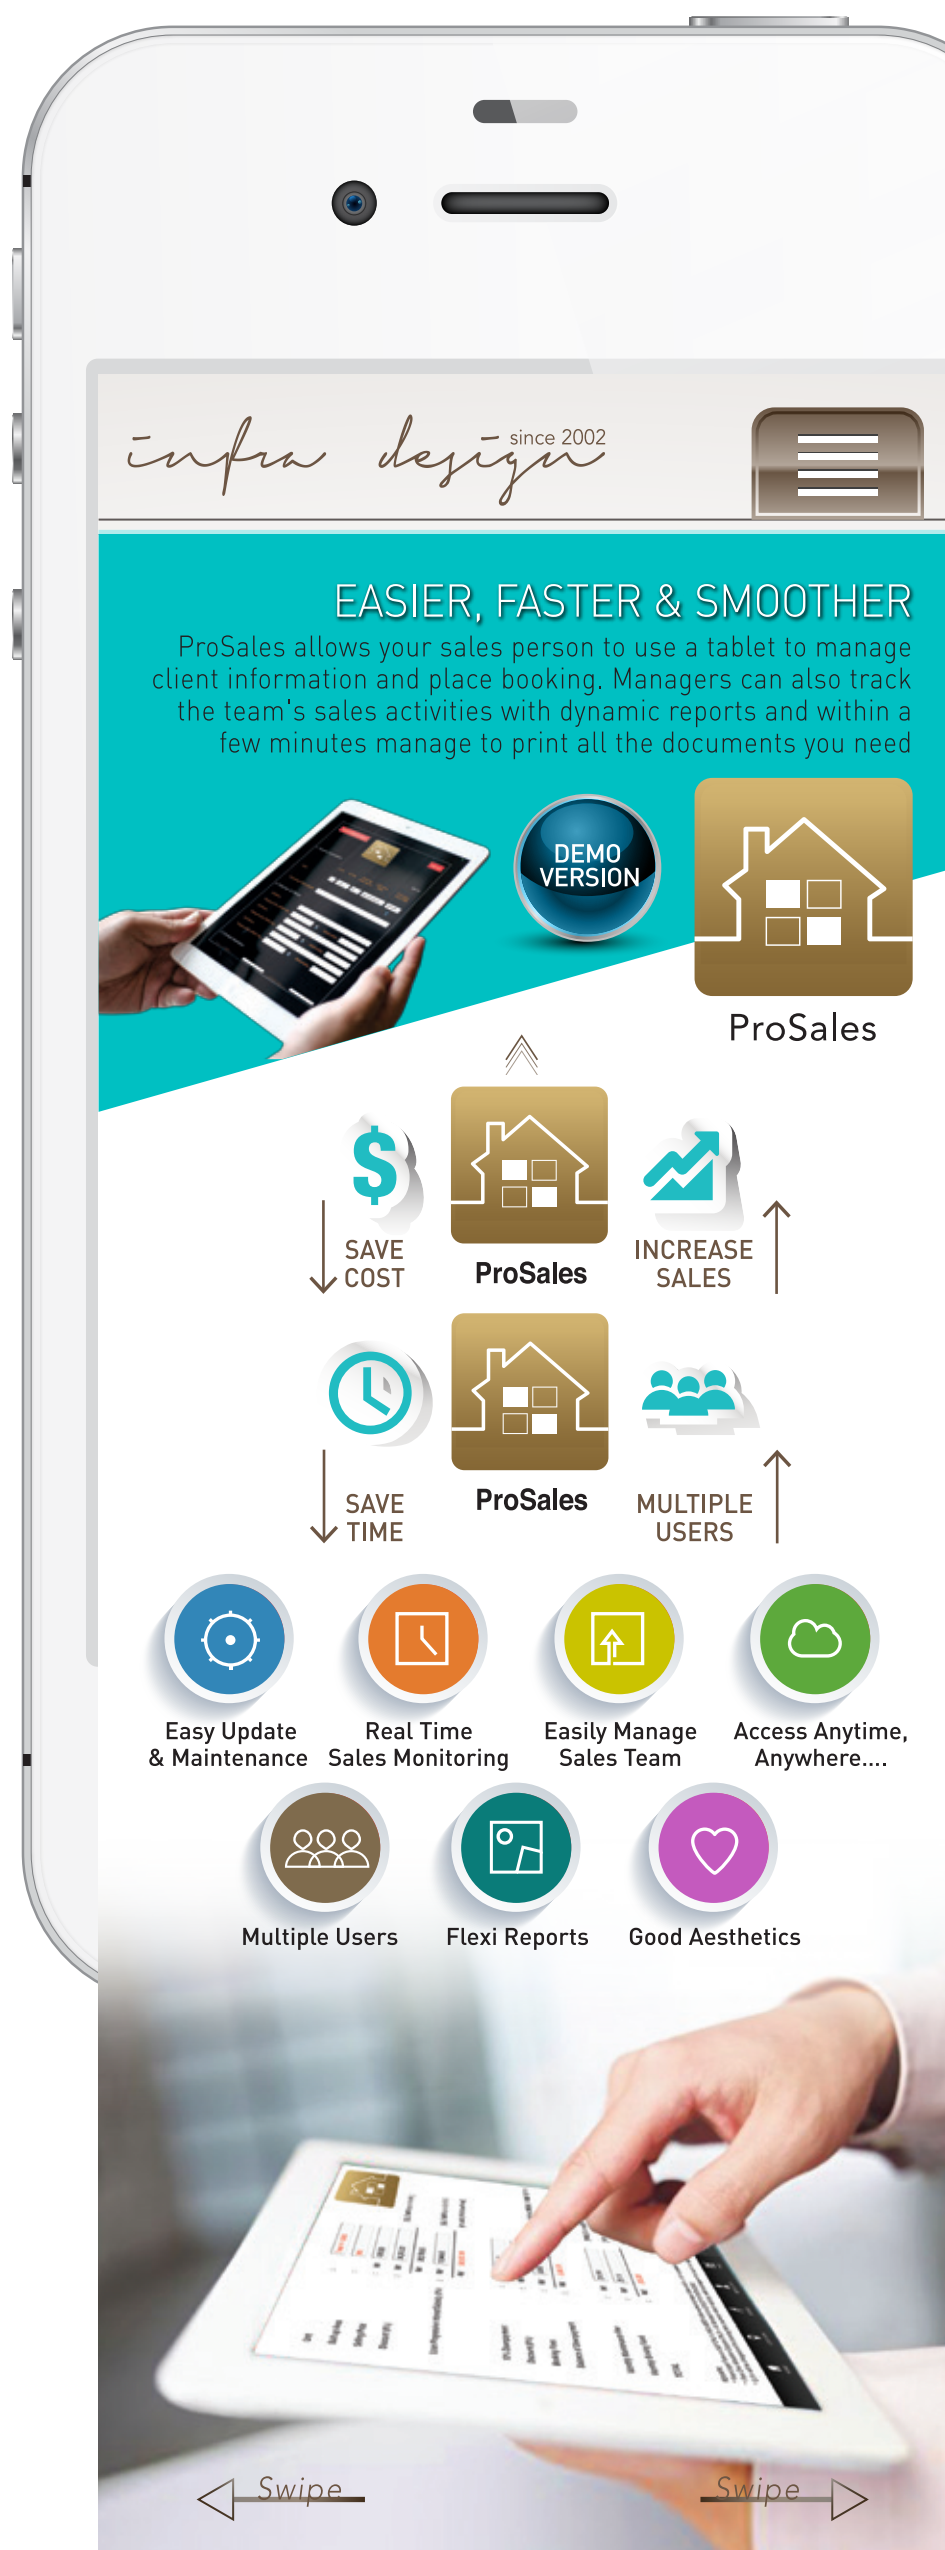 infra design
since 2002
EASIER, FASTER & SMOOTHER
ProSales allows your sales person to use a tablet to manage
client information and place booking. Managers can also track
the team's sales activities with dynamic reports and within a
few minutes manage to print all the documents you need
DEMO
VERSION
ProSales
SAVE
COST
ProSales
INCREASE
SALES
SAVE
TIME
ProSales
MULTIPLE
USERS
Easy Update
& Maintenance
Real Time
Sales Monitoring
Easily Manage
Sales Team
Access Anytime,
Anywhere....
Multiple Users
Flexi Reports
Good Aesthetics
Swipe
Swipe